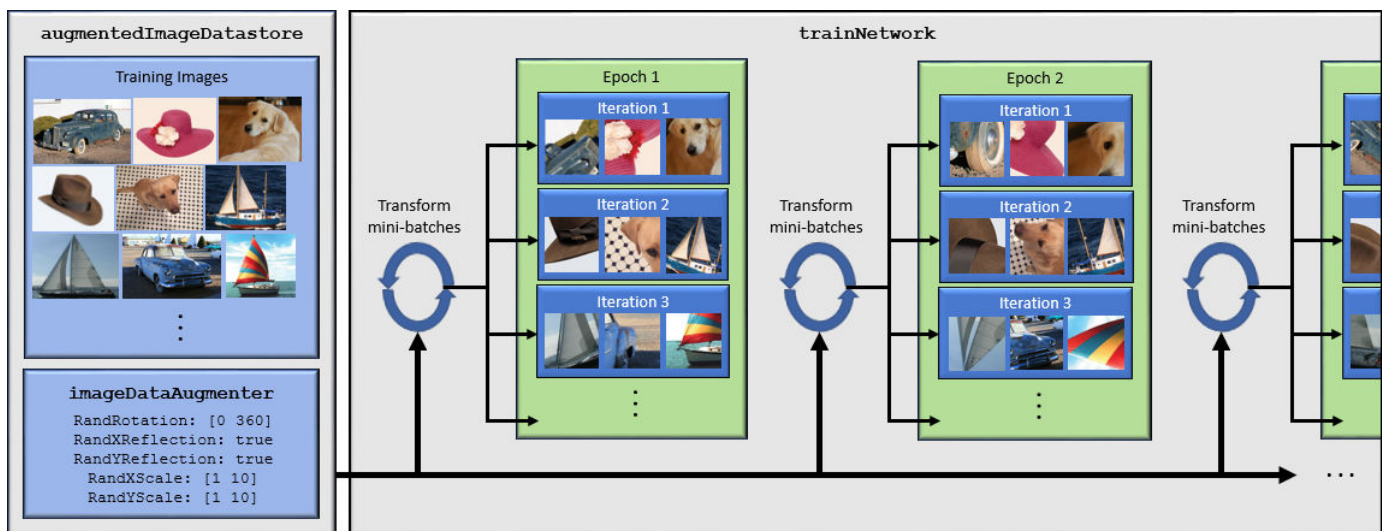 augmentedImageDatastore
Training Images
imageDataAugmenter
RandRotation: [0 360]
RandXReflection: true
RandYReflection: true
RandXScale: [1 10]
RandYScale: [1 10]
trainNetwork
Transform
mini-batches
Epoch 1
Iteration 1
Iteration 2
Iteration 3
Transform
mini-batches
Epoch 2
Iteration 1
Iteration 2
Iteration 3
Transform
mini-batches